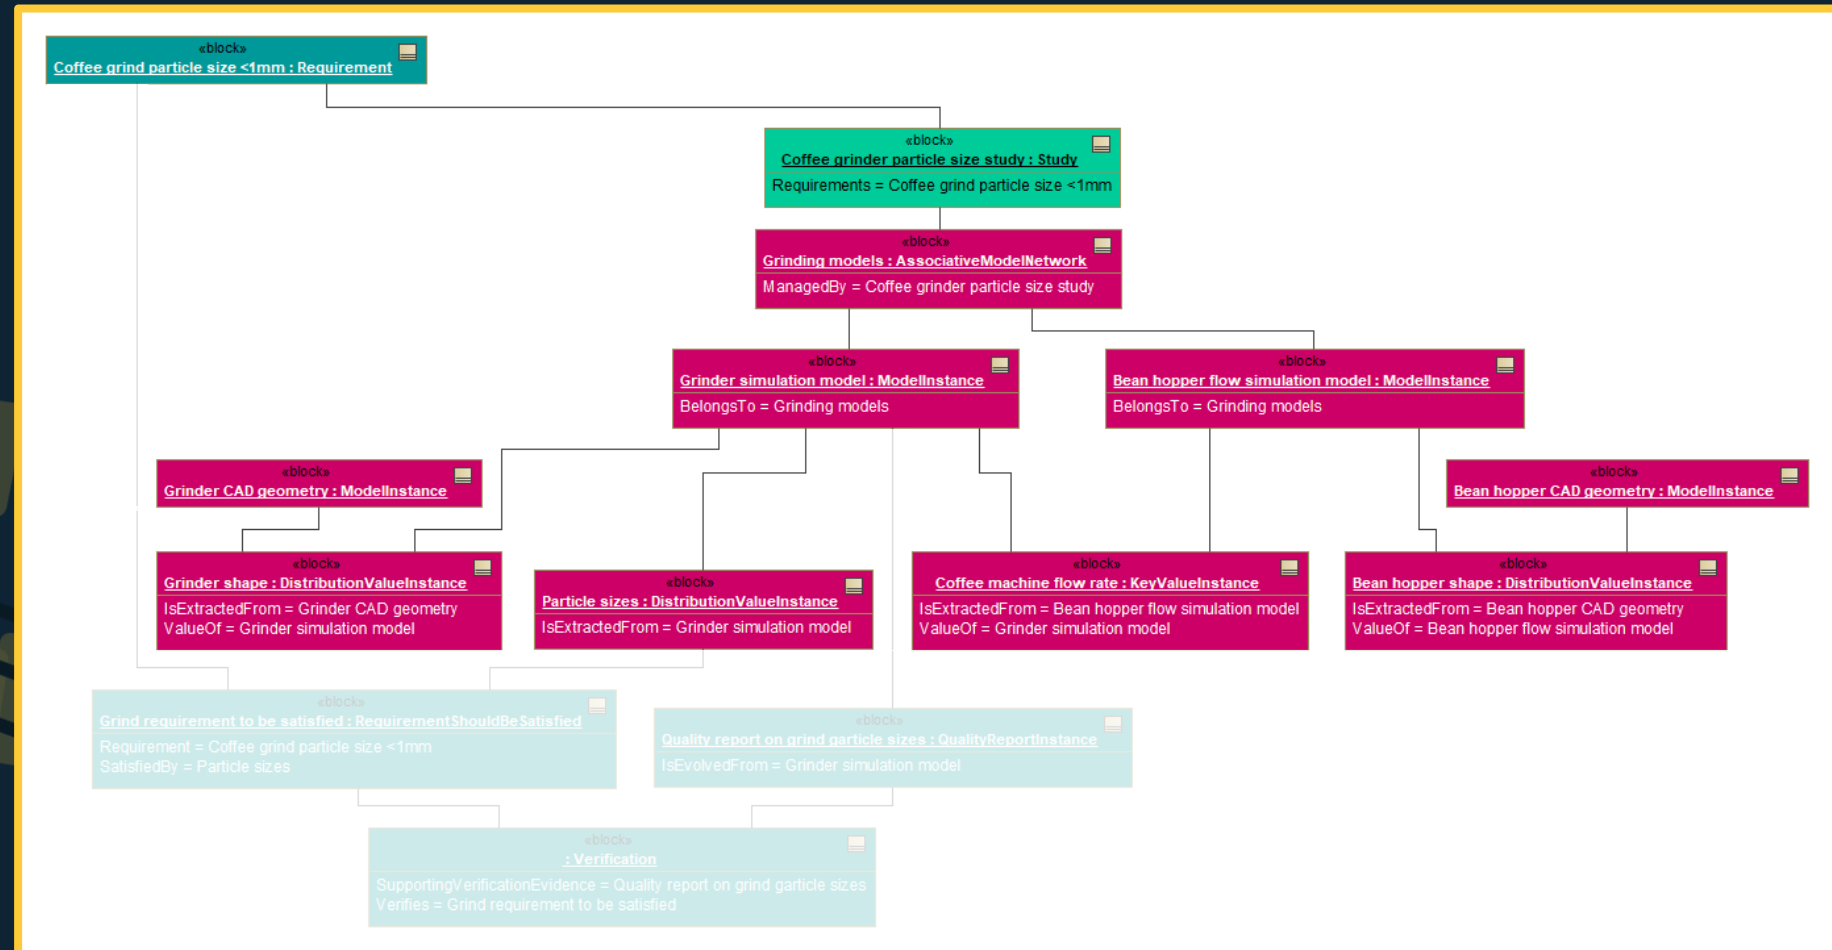 «block»
Coffee grind particle size <1mm : Requirement
«block»
Coffee grinder particle size study : Study
Requirements = Coffee grind particle size <1mm
«block»
Grinding models : AssociativeModelNetwork
ManagedBy = Coffee grinder particle size study
«block»
Grinder simulation model : ModelInstance
BelongsTo = Grinding models
«block»
Bean hopper flow simulation model : ModelInstance
BelongsTo = Grinding models
«block»
Grinder CAD geometry : ModelInstance
«block»
Bean hopper CAD geometry : ModelInstance
«block»
Grinder shape : DistributionValueInstance
IsExtractedFrom = Grinder CAD geometry
ValueOf = Grinder simulation model
«block»
Particle sizes : DistributionValueInstance
IsExtractedFrom = Grinder simulation model
«block»
Coffee machine flow rate : KeyValueInstance
IsExtractedFrom = Bean hopper flow simulation model
ValueOf = Grinder simulation model
«block»
Bean hopper shape : DistributionValueInstance
IsExtractedFrom = Bean hopper CAD geometry
ValueOf = Bean hopper flow simulation model
«block»
Grind requirement to be satisfied : RequirementShouldBeSatisfied
Requirement = Coffee grind particle size <1mm
SatisfiedBy = Particle sizes
«block»
Quality report on grind garticle sizes : QualityReportInstance
IsEvolvedFrom = Grinder simulation model
«block»
: Verification
SupportingVerificationEvidence = Quality report on grind garticle sizes
Verifies = Grind requirement to be satisfied